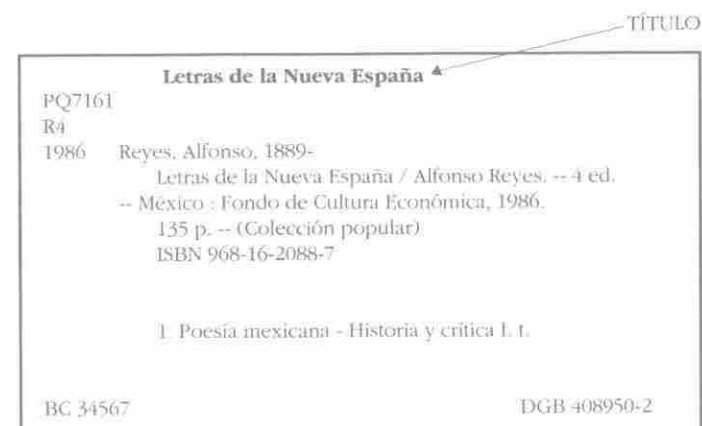 TÍTULO
Letras de la Nueva España
PQ7161
R4
1986 Reyes, Alfonso, 1889-
Letras de la Nueva España / Alfonso Reyes. -- 4 ed.
-- México : Fondo de Cultura Económica, 1986.
135 p. -- (Colección popular)
ISBN 968-16-2088-7
1. Poesía mexicana - Historia y crítica I. t.
BC 34567 DGB 408950-2